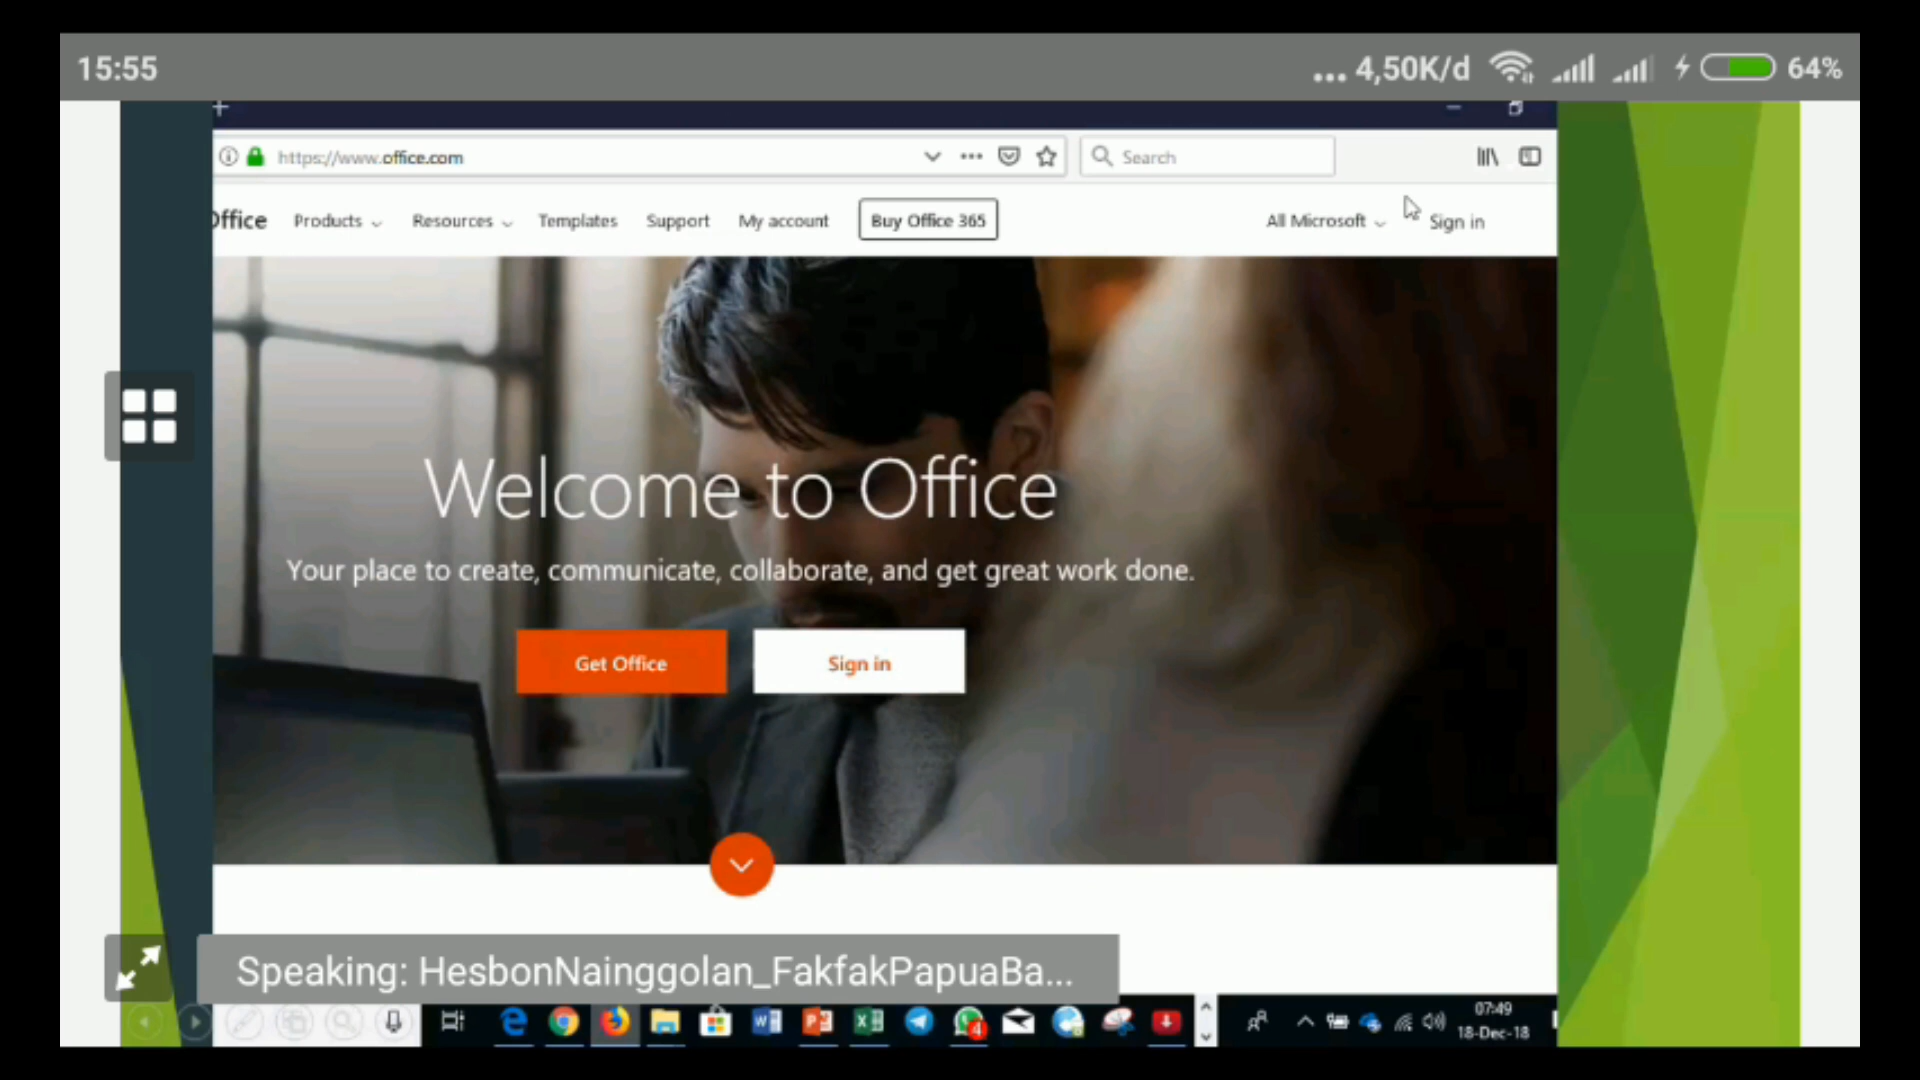 15:55
... 4,50K/d
64%
https://www.office.com
Search
Office Products Resources Templates Support My account Buy Office 365 All Microsoft Sign in
Welcome to Office
Your place to create, communicate, collaborate, and get great work done.
Get Office
Sign in
Speaking: HesbonNainggolan_FakfakPapuaBa...
4
07:49
18-Dec-18